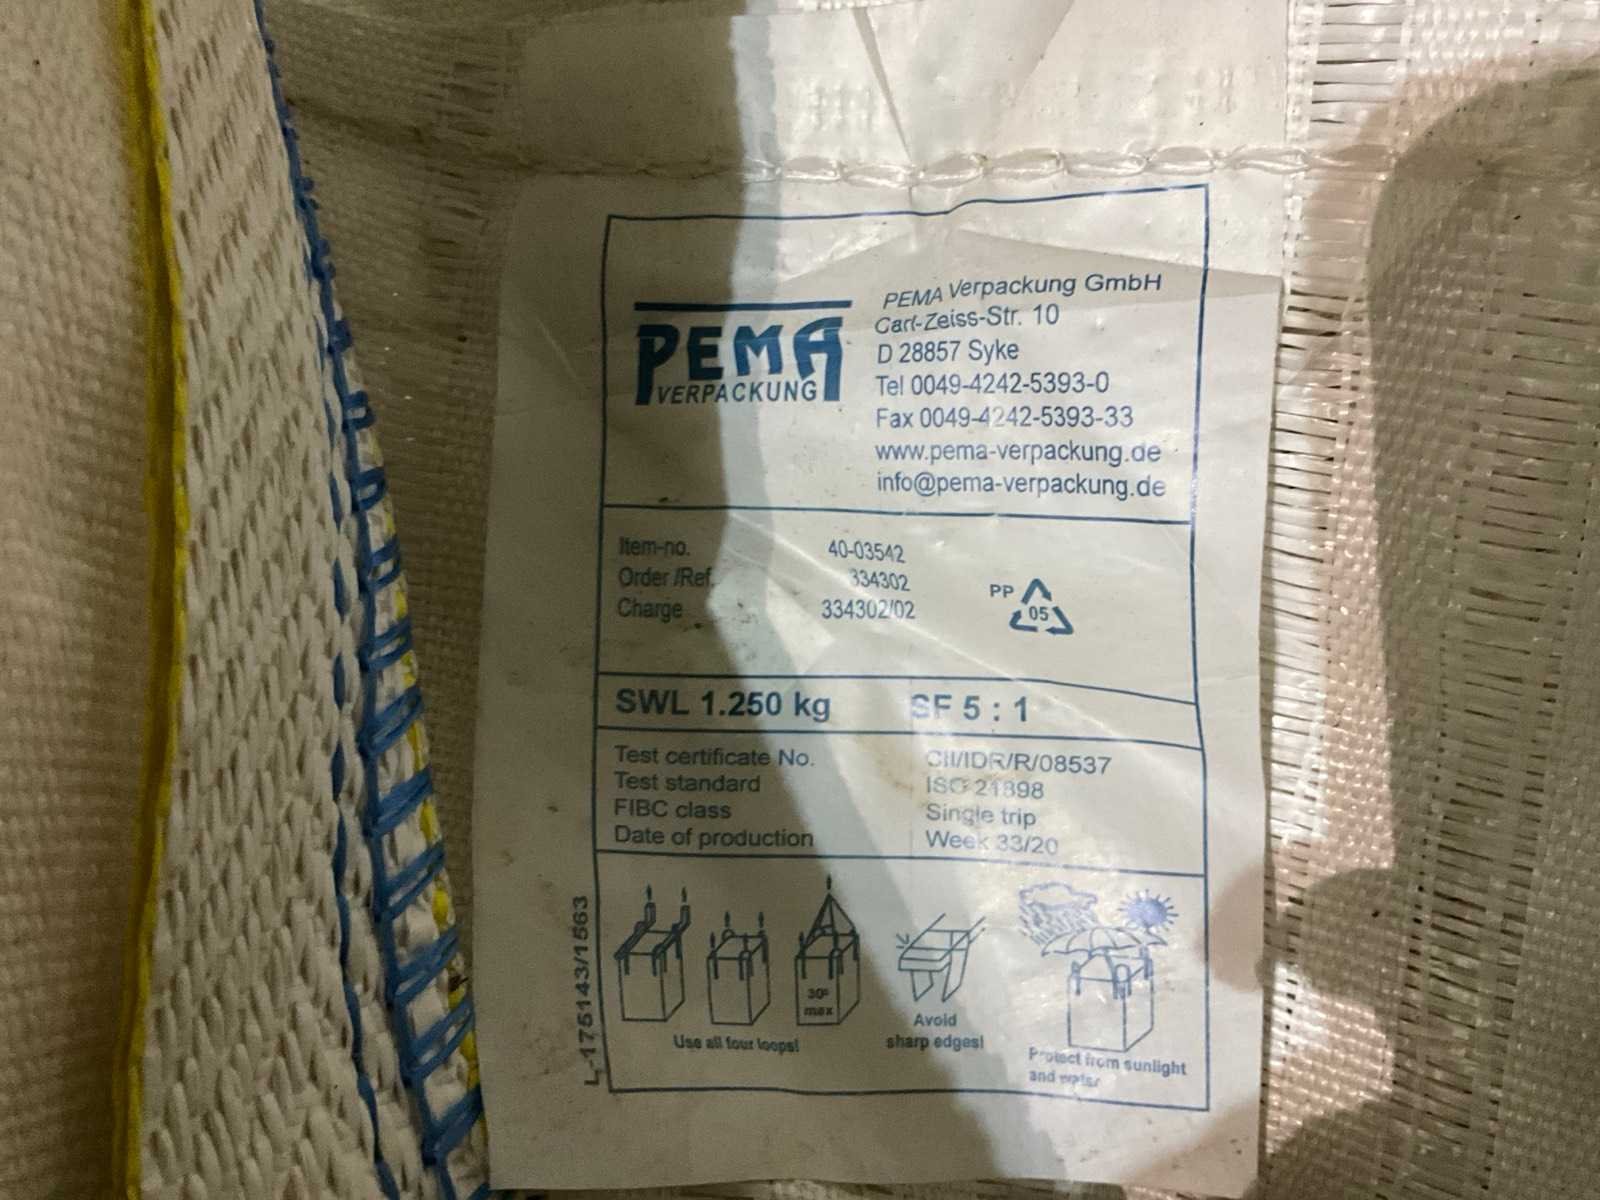 PEMA
VERPACKUNG
PEMA Verpackung GmbH
Carl-Zeiss-Str. 10
D 28857 Syke
Tel 0049-4242-5393-0
Fax 0049-4242-5393-33
www.pema-verpackung.de
info@pema-verpackung.de
Item-no. 40-03542
Order /Ref. 334302
Charge 334302/02
PP 05
SWL 1.250 kg SF 5 : 1
Test certificate No. CII/IDR/R/08537
Test standard ISO 21898
FIBC class Single trip
Date of production Week 33/20
L-175143/1563
30º
max
Use all four loops!
Avoid
sharp edges!
Protect from sunlight
and water